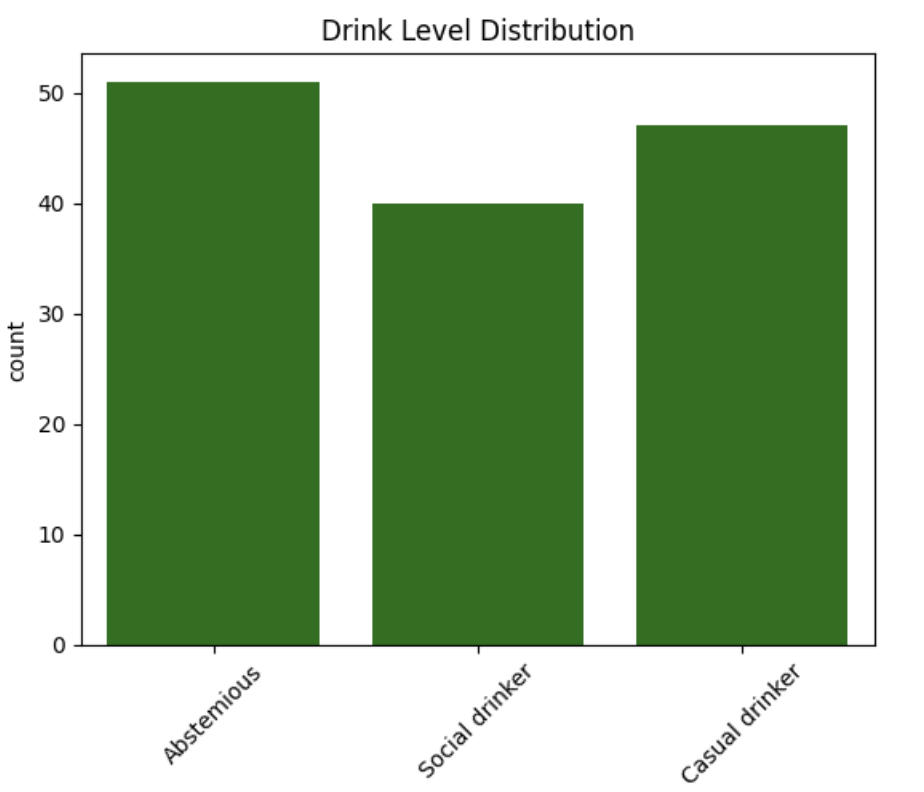 Drink Level Distribution
50
40
30
20
10
0
count
Abstemious
Social drinker
Casual drinker